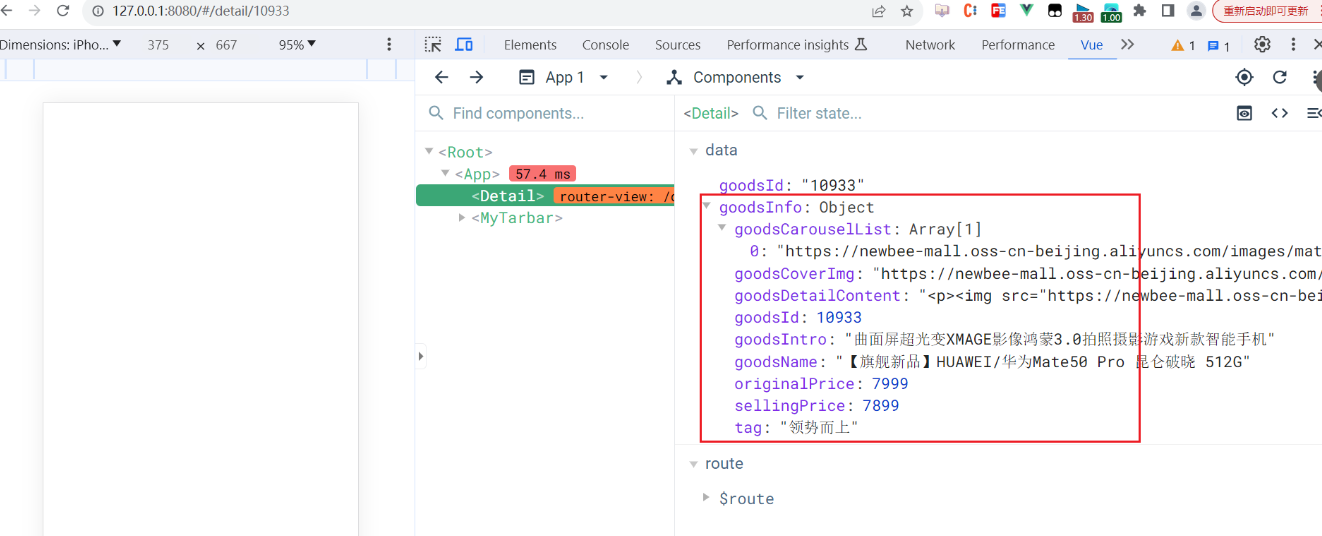 127.0.0.1:8080/#/detail/10933
1.30
1.00
重新启动即可更新
Dimensions: iPho...
375
×
667
95%
Elements
Console
Sources
Performance insights
Network
Performance
Vue
1
1
App 1
Components
Find components...
<Detail>
Filter state...
<Root>
<App> 57.4 ms
<Detail> router-view: /d
<MyTarbar>
data
goodsId: "10933"
goodsInfo: Object
goodsCarouselList: Array[1]
0: "https://newbee-mall.oss-cn-beijing.aliyuncs.com/images/mat
goodsCoverImg: "https://newbee-mall.oss-cn-beijing.aliyuncs.com/
goodsDetailContent: "<p><img src="https://newbee-mall.oss-cn-bei
goodsId: 10933
goodsIntro: "曲面屏超光变XMAGE影像鸿蒙3.0拍照摄影游戏新款智能手机"
goodsName: "【旗舰新品】HUAWEI/华为Mate50 Pro 昆仑破晓 512G"
originalPrice: 7999
sellingPrice: 7899
tag: "领势而上"
route
$route